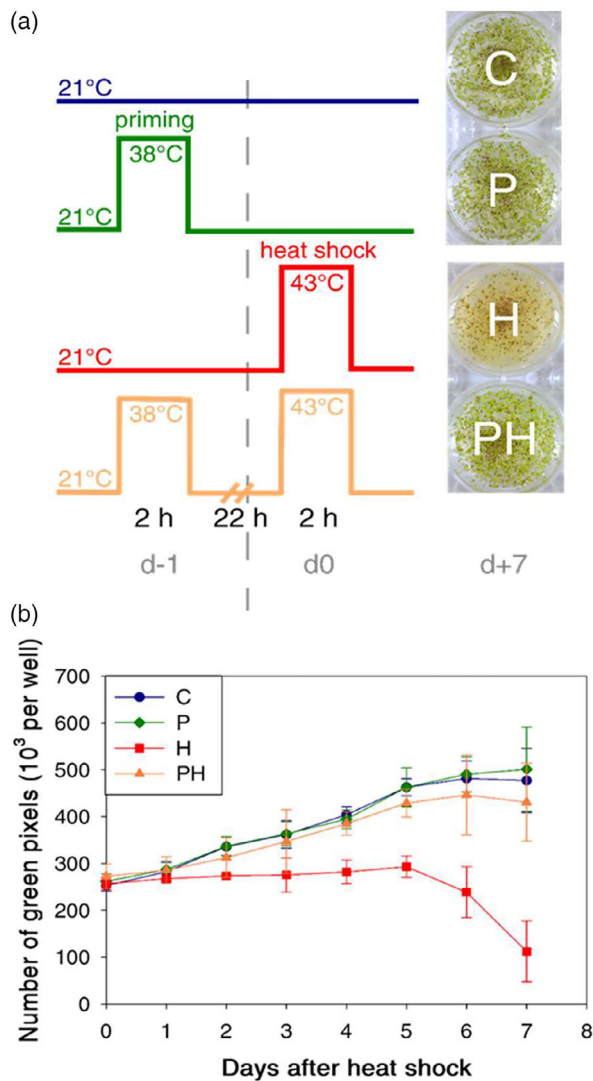 (a)
21°C
C
priming
38°C
21°C
P
heat shock
43°C
21°C
H
38°C
43°C
21°C
PH
2 h 22 h 2 h
d-1 d0 d+7
(b)
Number of green pixels (10³ per well)
700
600
500
400
300
200
100
0
C
P
H
PH
0 1 2 3 4 5 6 7 8
Days after heat shock